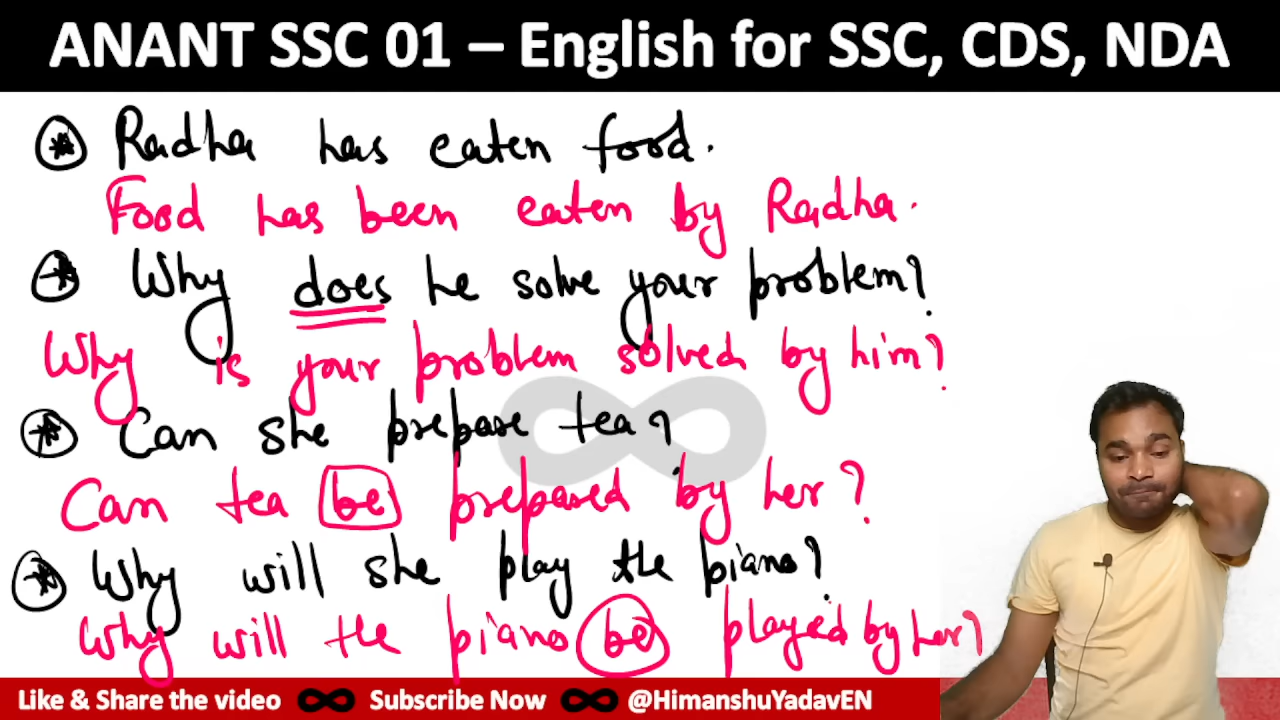 ANANT SSC 01 – English for SSC, CDS, NDA
Radha has eaten food.
Food has been eaten by Radha.
Why does he solve your problem?
Why is your problem solved by him?
Can she prepare tea?
Can tea be prepared by her?
Why will she play the piano?
Why will the piano be played by her?
Like & Share the video Subscribe Now @HimanshuYadavEN